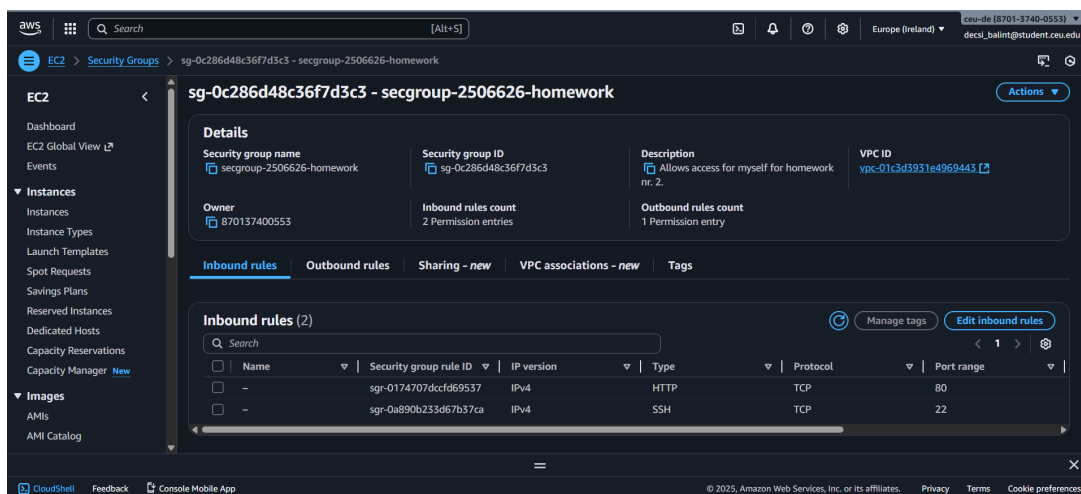 aws
Search [Alt+S] Europe (Ireland) ▼ ceu-de (8701-3740-0553) ▼
decsi_balint@student.ceu.edu
EC2 > Security Groups > sg-0c286d48c36f7d3c3 - secgroup-2506626-homework
EC2
Dashboard
EC2 Global View
Events
Instances
Instances
Instance Types
Launch Templates
Spot Requests
Savings Plans
Reserved Instances
Dedicated Hosts
Capacity Reservations
Capacity Manager New
Images
AMIs
AMI Catalog
sg-0c286d48c36f7d3c3 - secgroup-2506626-homework
Actions ▼
Details
Security group name
secgroup-2506626-homework
Security group ID
sg-0c286d48c36f7d3c3
Description
Allows access for myself for homework
nr. 2.
VPC ID
vpc-01c3d3931e4969443
Owner
870137400553
Inbound rules count
2 Permission entries
Outbound rules count
1 Permission entry
Inbound rules Outbound rules Sharing - new VPC associations - new Tags
Inbound rules (2)
Manage tags Edit inbound rules
Search
< 1 >
Name Security group rule ID IP version Type Protocol Port range
– sgr-0174707dccfd69537 IPv4 HTTP TCP 80
– sgr-0a890b233d67b37ca IPv4 SSH TCP 22
CloudShell Feedback Console Mobile App © 2025, Amazon Web Services, Inc. or its affiliates. Privacy Terms Cookie preferences